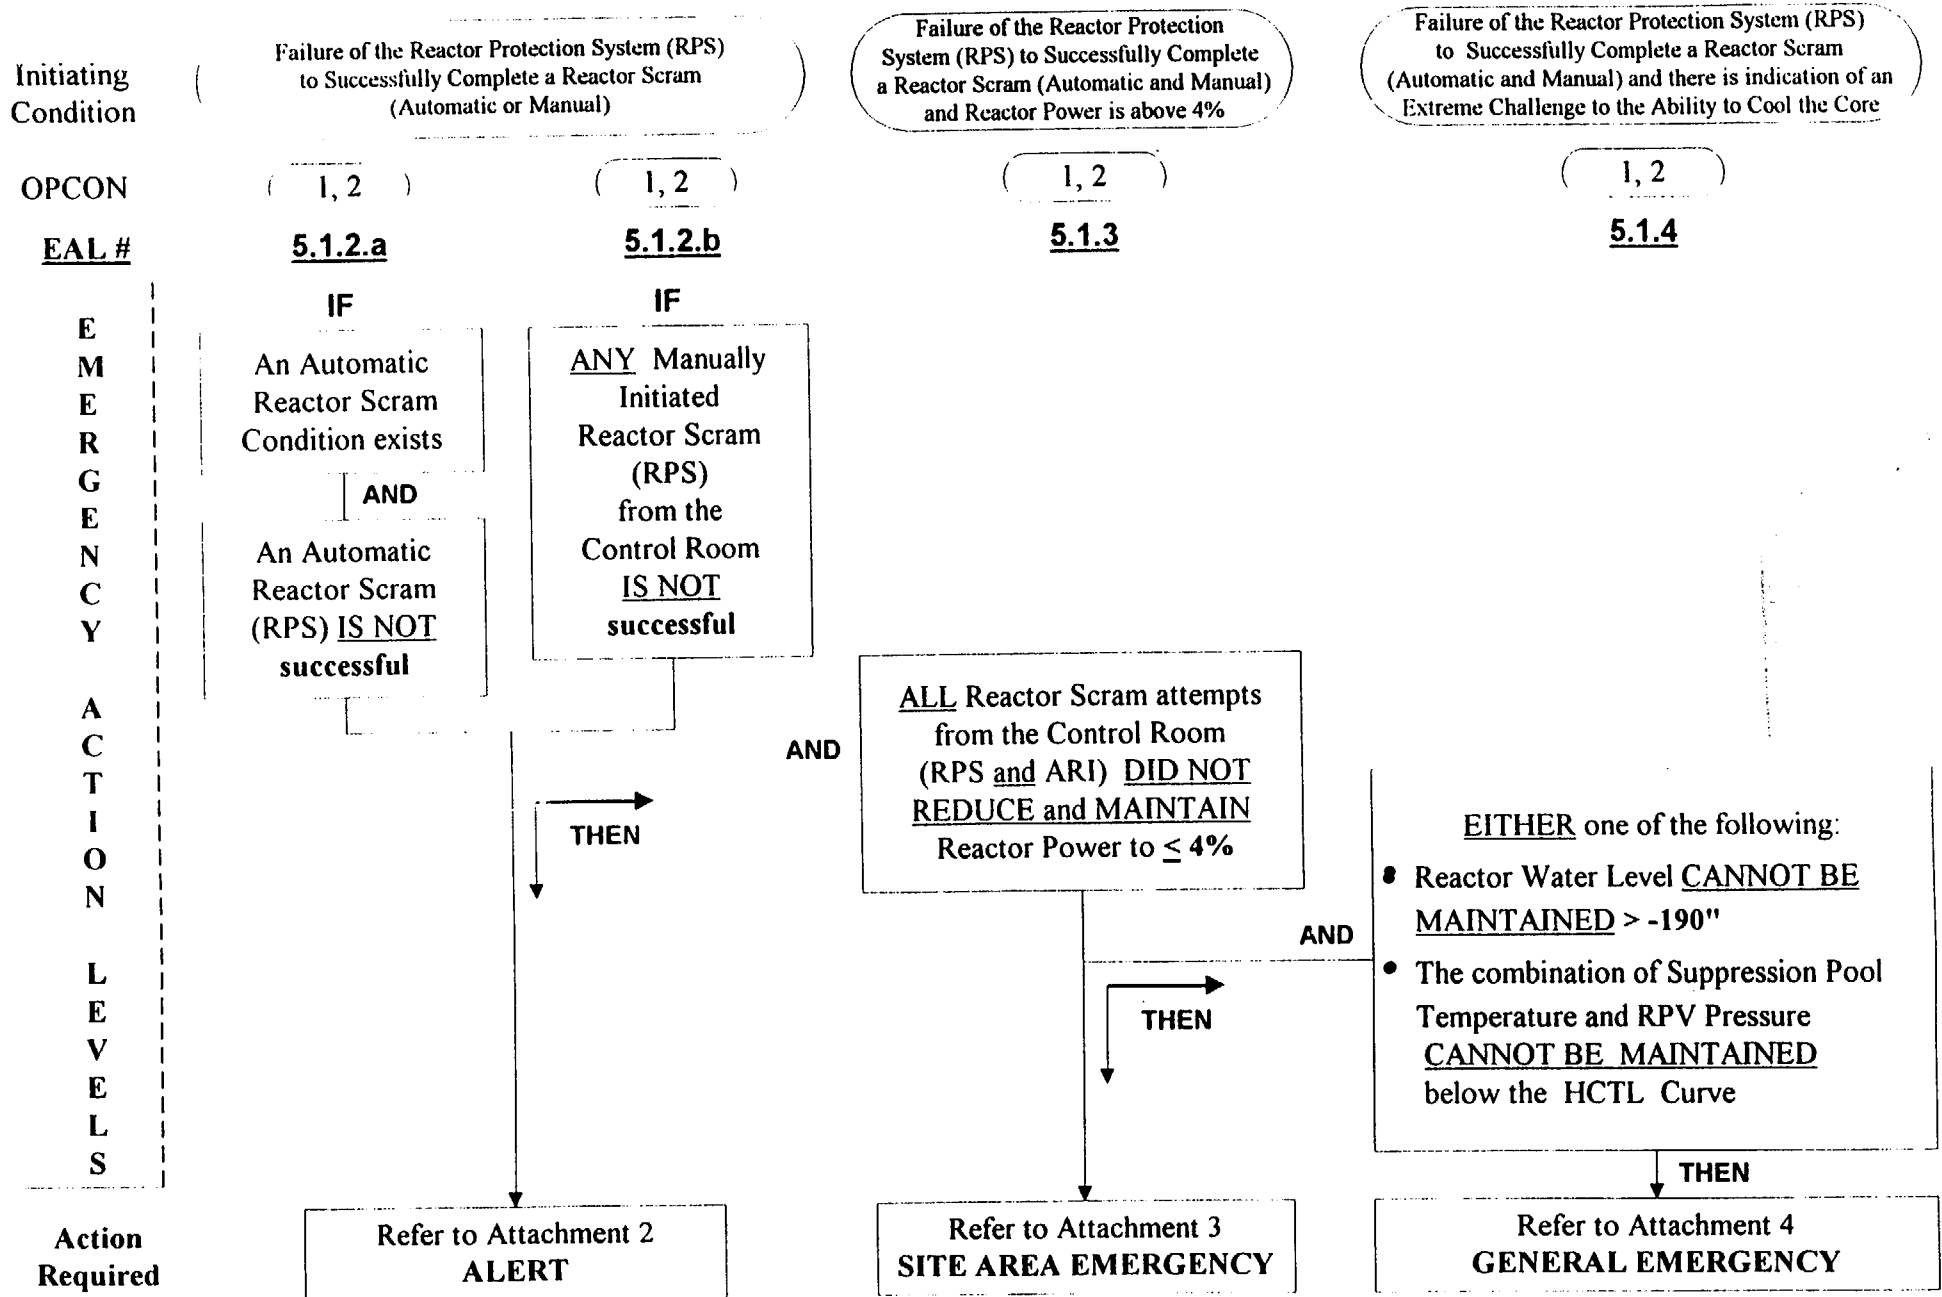 Initiating
Condition
Failure of the Reactor Protection System (RPS)
to Successfully Complete a Reactor Scram
(Automatic or Manual)
Failure of the Reactor Protection
System (RPS) to Successfully Complete
a Reactor Scram (Automatic and Manual)
and Reactor Power is above 4%
Failure of the Reactor Protection System (RPS)
to Successfully Complete a Reactor Scram
(Automatic and Manual) and there is indication of an
Extreme Challenge to the Ability to Cool the Core
OPCON
1, 2
1, 2
1, 2
1, 2
EAL #
5.1.2.a
5.1.2.b
5.1.3
5.1.4
EMERGENCY ACTION LEVELS
IF
An Automatic
Reactor Scram
Condition exists
AND
An Automatic
Reactor Scram
(RPS) IS NOT
successful
IF
ANY Manually
Initiated
Reactor Scram
(RPS)
from the
Control Room
IS NOT
successful
THEN
AND
ALL Reactor Scram attempts
from the Control Room
(RPS and ARI) DID NOT
REDUCE and MAINTAIN
Reactor Power to ≤ 4%
THEN
AND
EITHER one of the following:
• Reactor Water Level CANNOT BE
MAINTAINED > -190"
• The combination of Suppression Pool
Temperature and RPV Pressure
CANNOT BE MAINTAINED
below the HCTL Curve
THEN
Action
Required
Refer to Attachment 2
ALERT
Refer to Attachment 3
SITE AREA EMERGENCY
Refer to Attachment 4
GENERAL EMERGENCY